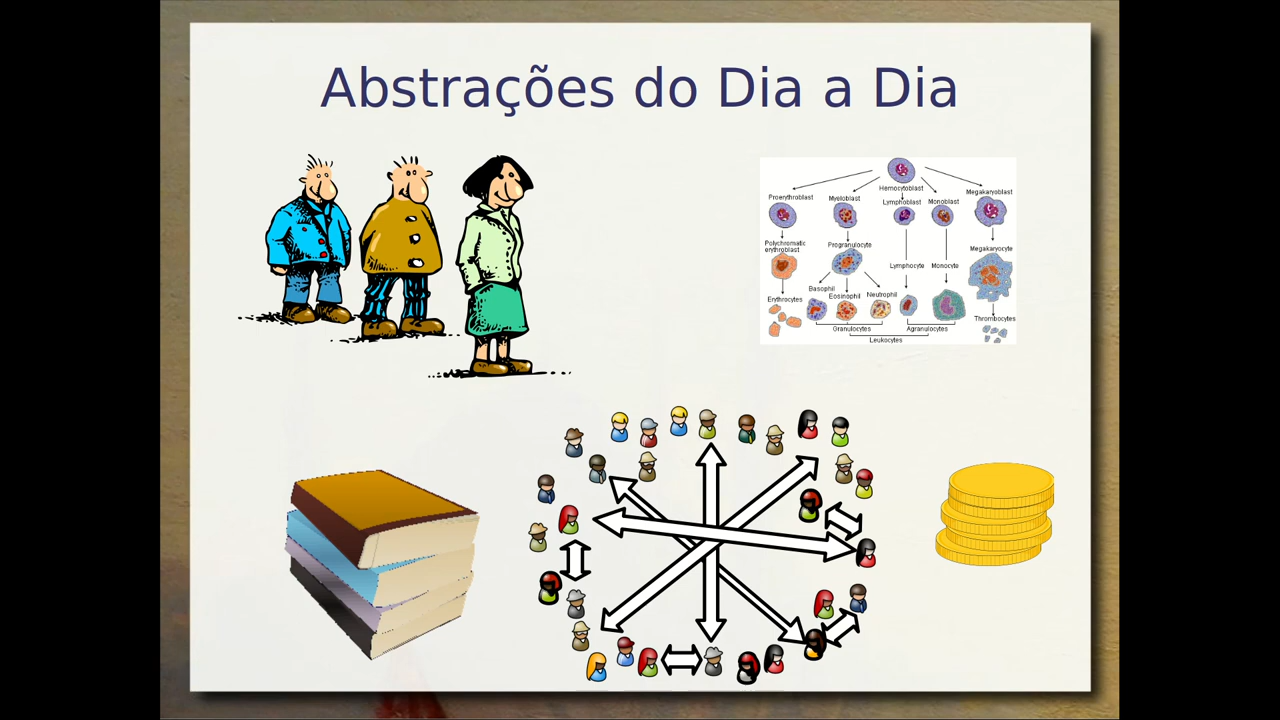 Abstrações do Dia a Dia
Hemocytoblast
Proerythroblast
Myeloblast
Lymphoblast
Monoblast
Megakaryoblast
Polychromatic
erythroblast
Progranulocyte
Lymphocyte
Monocyte
Megakaryocyte
Basophil
Eosinophil
Neutrophil
Erythrocytes
Granulocytes
Agranulocytes
Thrombocytes
Leukocytes